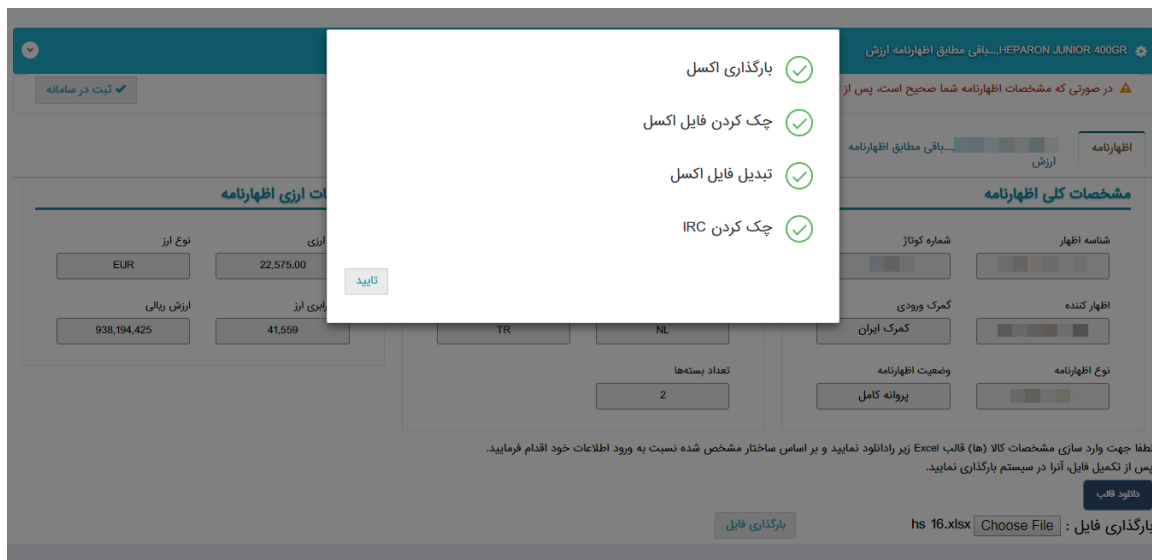 HEPARON JUNIOR 400GR,...باقی مطابق اظهارنامه ارزش
در صورتی که مشخصات اظهارنامه شما صحیح است، پس از
ثبت در سامانه
اظهارنامه
...باقی مطابق اظهارنامه
ارزش
بارگذاری اکسل
چک کردن فایل اکسل
تبدیل فایل اکسل
چک کردن IRC
تایید
مشخصات کلی اظهارنامه
شناسه اظهار
شماره کوتاژ
اظهار کننده
گمرک ورودی
گمرک ایران
نوع اظهارنامه
وضعیت اظهارنامه
پروانه کامل
NL
TR
تعداد بسته‌ها
2
ات ارزی اظهارنامه
ارزی
نوع ارز
22,575.00
EUR
رابری ارز
ارزش ریالی
41,559
938,194,425
لطفا جهت وارد سازی مشخصات کالا (ها) قالب Excel زیر رادانلود نمایید و بر اساس ساختار مشخص شده نسبت به ورود اطلاعات خود اقدام فرمایید.
پس از تکمیل فایل، آنرا در سیستم بارگذاری نمایید.
دانلود قالب
بارگذاری فایل : Choose File hs 16.xlsx
بارگذاری فایل